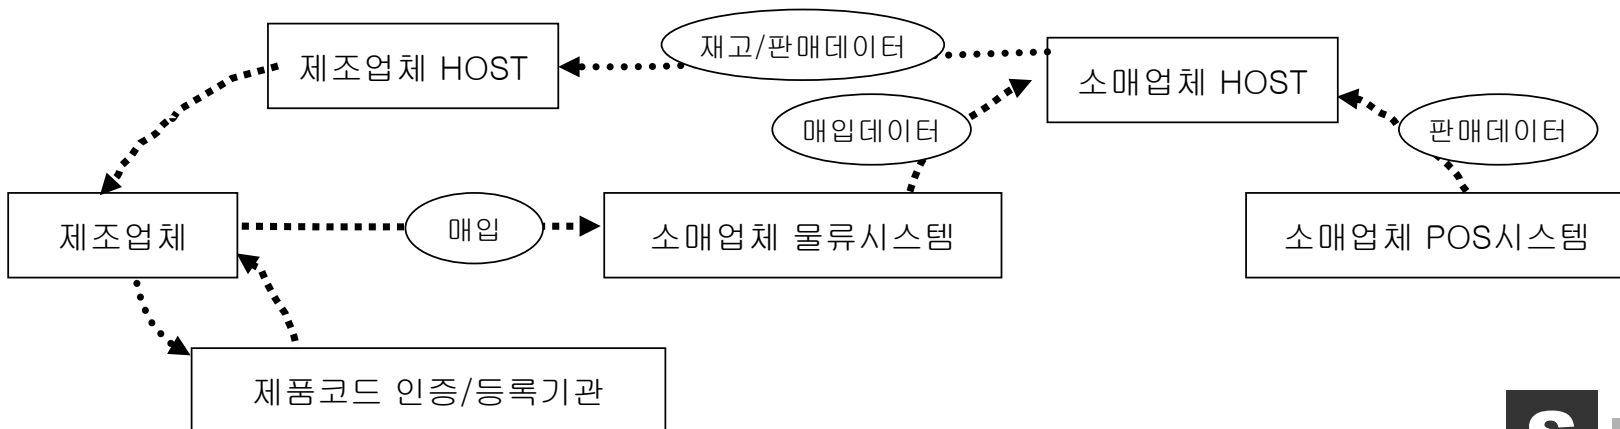 재고/판매데이터
제조업체 HOST
소매업체 HOST
매입데이터
판매데이터
제조업체
매입
소매업체 물류시스템
소매업체 POS시스템
제품코드 인증/등록기관